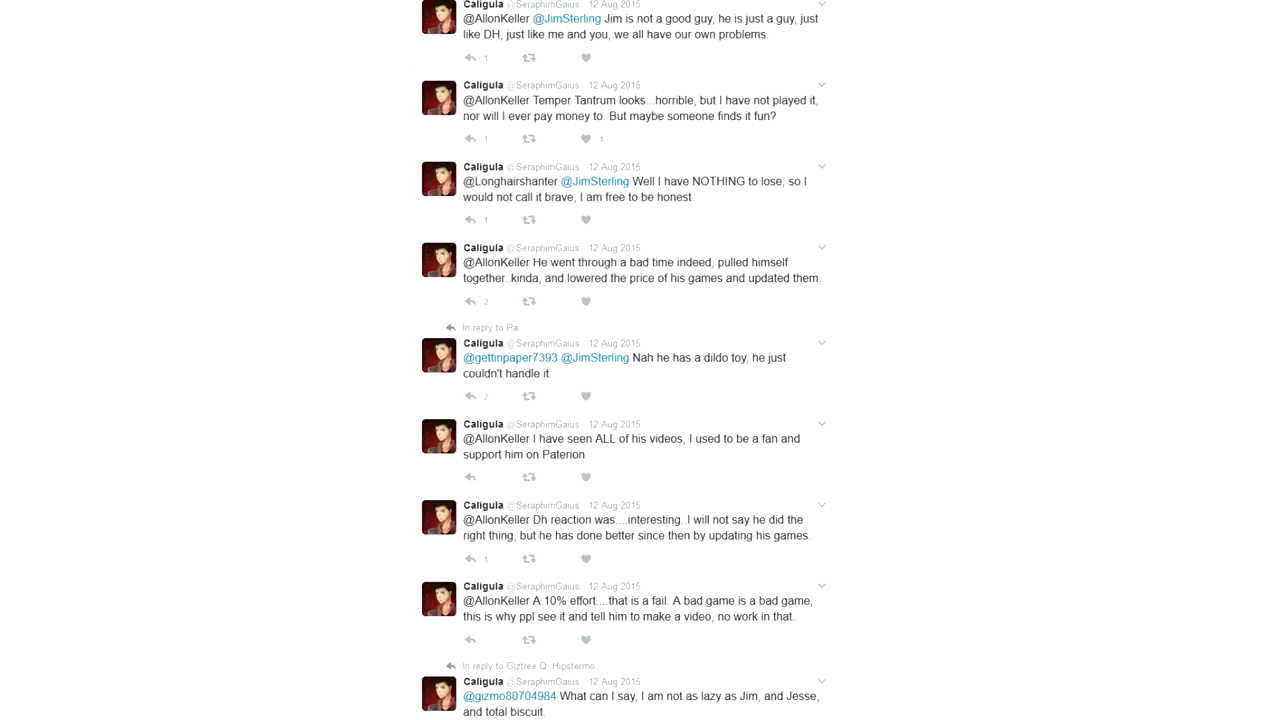 Caligula @SeraphimGaius 12 Aug 2015
@AllonKeller @JimSterling Jim is not a good guy, he is just a guy, just
like DH, just like me and you, we all have our own problems.
1
Caligula @SeraphimGaius 12 Aug 2015
@AllonKeller Temper Tantrum looks...horrible, but I have not played it,
nor will I ever pay money to. But maybe someone finds it fun?
1 1
Caligula @SeraphimGaius 12 Aug 2015
@Longhairshanter @JimSterling Well I have NOTHING to lose, so I
would not call it brave, I am free to be honest.
1
Caligula @SeraphimGaius 12 Aug 2015
@AllonKeller He went through a bad time indeed, pulled himself
together..kinda, and lowered the price of his games and updated them.
2
In reply to Pa
Caligula @SeraphimGaius 12 Aug 2015
@gettinpaper7393 @JimSterling Nah he has a dildo toy, he just
couldn't handle it.
2
Caligula @SeraphimGaius 12 Aug 2015
@AllonKeller I have seen ALL of his videos, I used to be a fan and
support him on Paterion.
Caligula @SeraphimGaius 12 Aug 2015
@AllonKeller Dh reaction was....interesting..I will not say he did the
right thing, but he has done better since then by updating his games.
1
Caligula @SeraphimGaius 12 Aug 2015
@AllonKeller A 10% effort....that is a fail. A bad game is a bad game,
this is why ppl see it and tell him to make a video, no work in that.
In reply to Giztree Q. Hipstermo
Caligula @SeraphimGaius 12 Aug 2015
@gizmo80704984 What can I say, I am not as lazy as Jim, and Jesse,
and total biscuit.